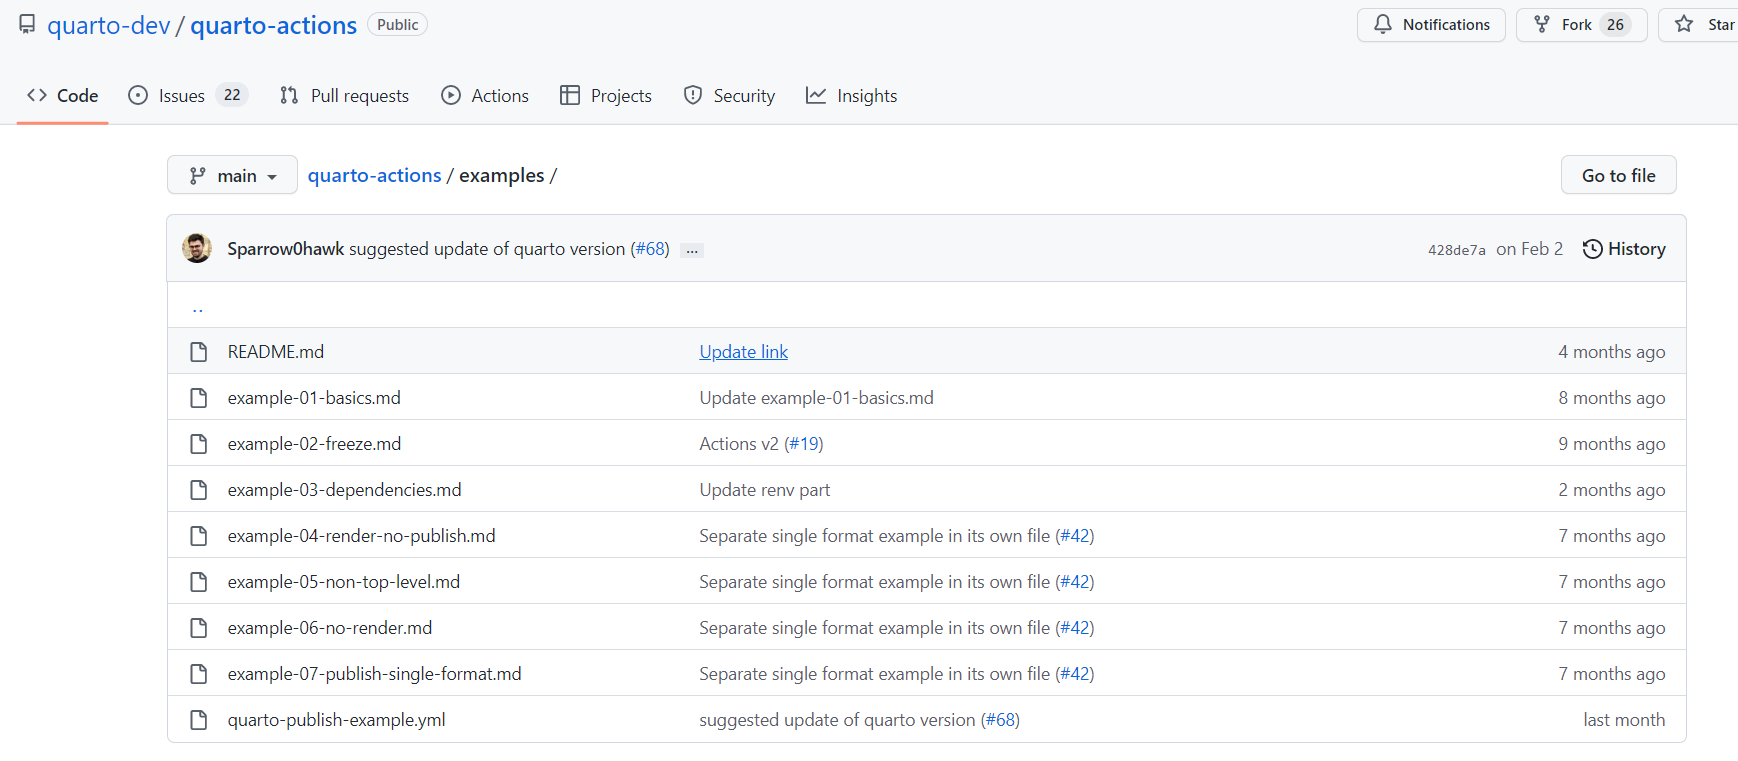 quarto-dev / quarto-actions Public Notifications Fork 26 Star
Code Issues 22 Pull requests Actions Projects Security Insights
main quarto-actions / examples / Go to file
Sparrow0hawk suggested update of quarto version (#68) ... 428de7a on Feb 2 History
..
README.md Update link 4 months ago
example-01-basics.md Update example-01-basics.md 8 months ago
example-02-freeze.md Actions v2 (#19) 9 months ago
example-03-dependencies.md Update renv part 2 months ago
example-04-render-no-publish.md Separate single format example in its own file (#42) 7 months ago
example-05-non-top-level.md Separate single format example in its own file (#42) 7 months ago
example-06-no-render.md Separate single format example in its own file (#42) 7 months ago
example-07-publish-single-format.md Separate single format example in its own file (#42) 7 months ago
quarto-publish-example.yml suggested update of quarto version (#68) last month